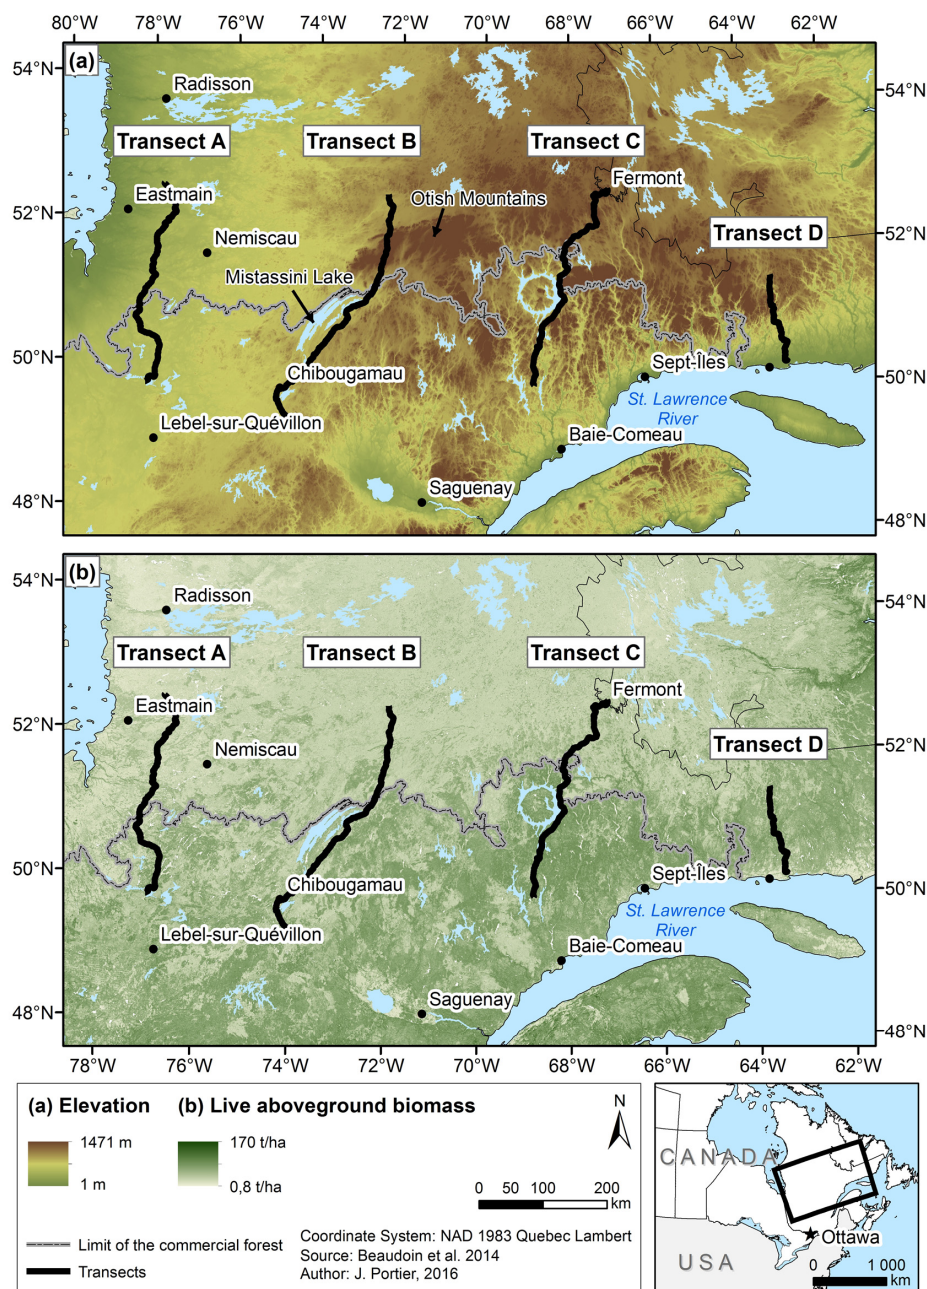 80°W 78°W 76°W 74°W 72°W 70°W 68°W 66°W 64°W 62°W
(a)
54°N
54°N
Radisson
Transect A
Transect B
Transect C
Fermont
Eastmain
Otish Mountains
52°N
52°N
Transect D
Nemiscau
Mistassini Lake
50°N
50°N
Sept-Îles
Chibougamau
St. Lawrence
River
Lebel-sur-Quévillon
Baie-Comeau
Saguenay
48°N
48°N
(b)
54°N
54°N
Radisson
Transect A
Transect B
Transect C
Fermont
Eastmain
52°N
52°N
Transect D
Nemiscau
50°N
50°N
Sept-Îles
Chibougamau
St. Lawrence
River
Lebel-sur-Quévillon
Baie-Comeau
Saguenay
48°N
48°N
78°W 76°W 74°W 72°W 70°W 68°W 66°W 64°W 62°W
(a) Elevation
1471 m
1 m
(b) Live aboveground biomass
170 t/ha
0,8 t/ha
N
0 50 100 200
km
Limit of the commercial forest
Transects
Coordinate System: NAD 1983 Quebec Lambert
Source: Beaudoin et al. 2014
Author: J. Portier, 2016
CANADA
Ottawa
USA
0 1 000
km